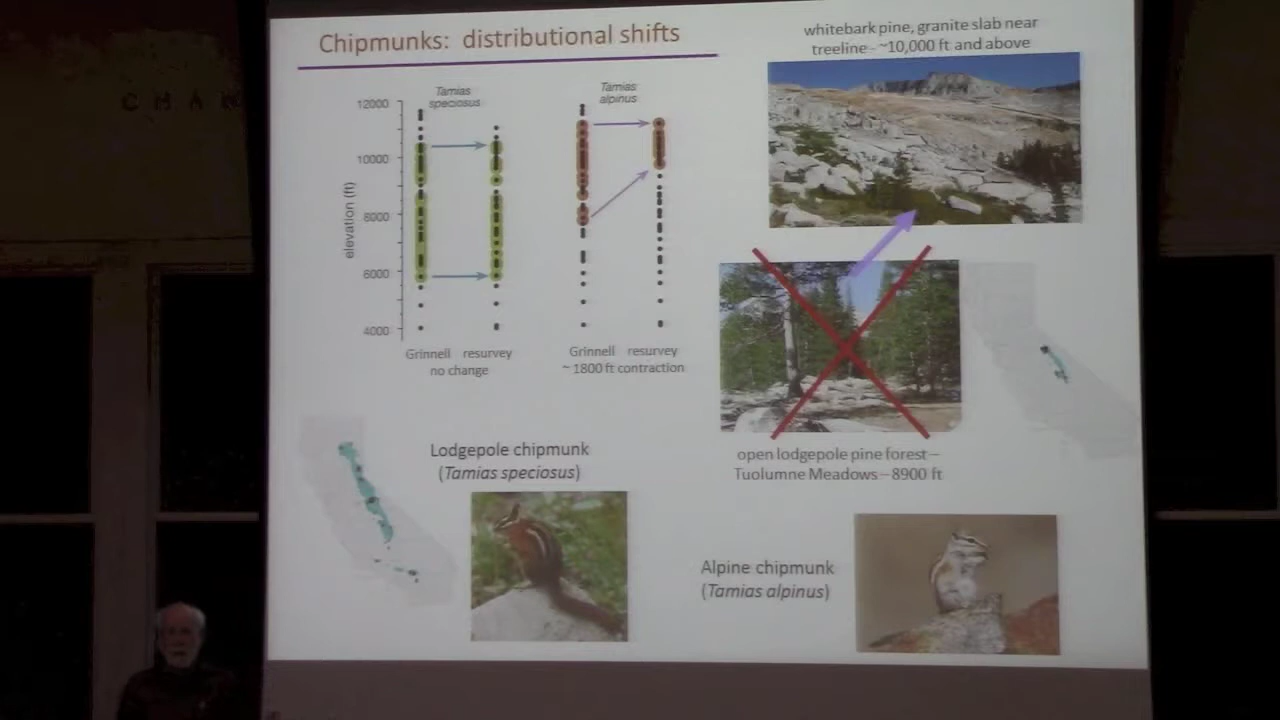 CHAN
Chipmunks: distributional shifts
whitebark pine, granite slab near
treeline – ~10,000 ft and above
Tamias
speciosus
Tamias
alpinus
12000
10000
8000
6000
4000
elevation (ft)
Grinnell resurvey
no change
Grinnell resurvey
~ 1800 ft contraction
open lodgepole pine forest –
Tuolumne Meadows – 8900 ft
Lodgepole chipmunk
(Tamias speciosus)
Alpine chipmunk
(Tamias alpinus)